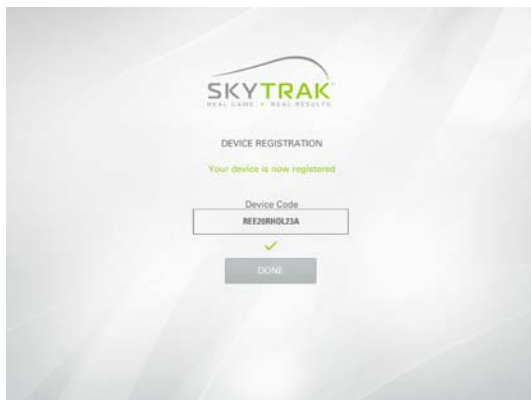 SKYTRAK
REAL GAME • REAL RESULTS
DEVICE REGISTRATION
Your device is now registered
Device Code
REE20RHOL23A
DONE